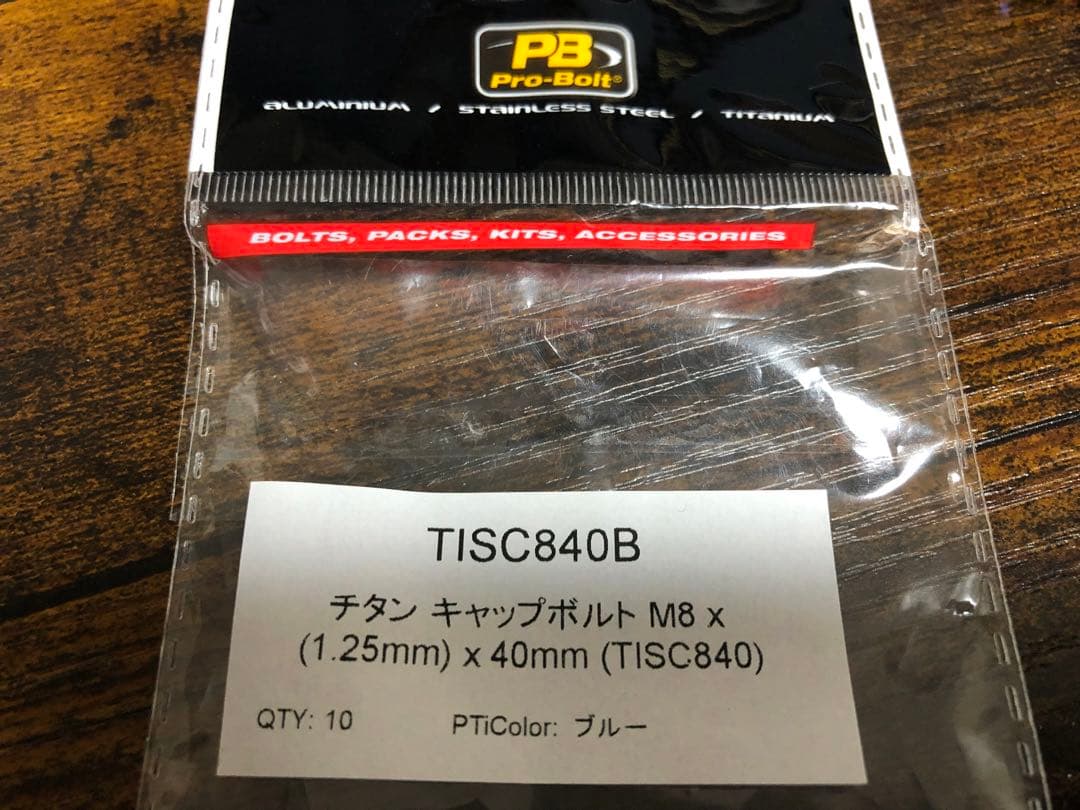 PB
Pro-Bolt®
ALUMINIUM / STAINLESS STEEL / TITANIUM
BOLTS, PACKS, KITS, ACCESSORIES
TISC840B
チタン キャップボルト M8 x
(1.25mm) x 40mm (TISC840)
QTY: 10 PTiColor: ブルー